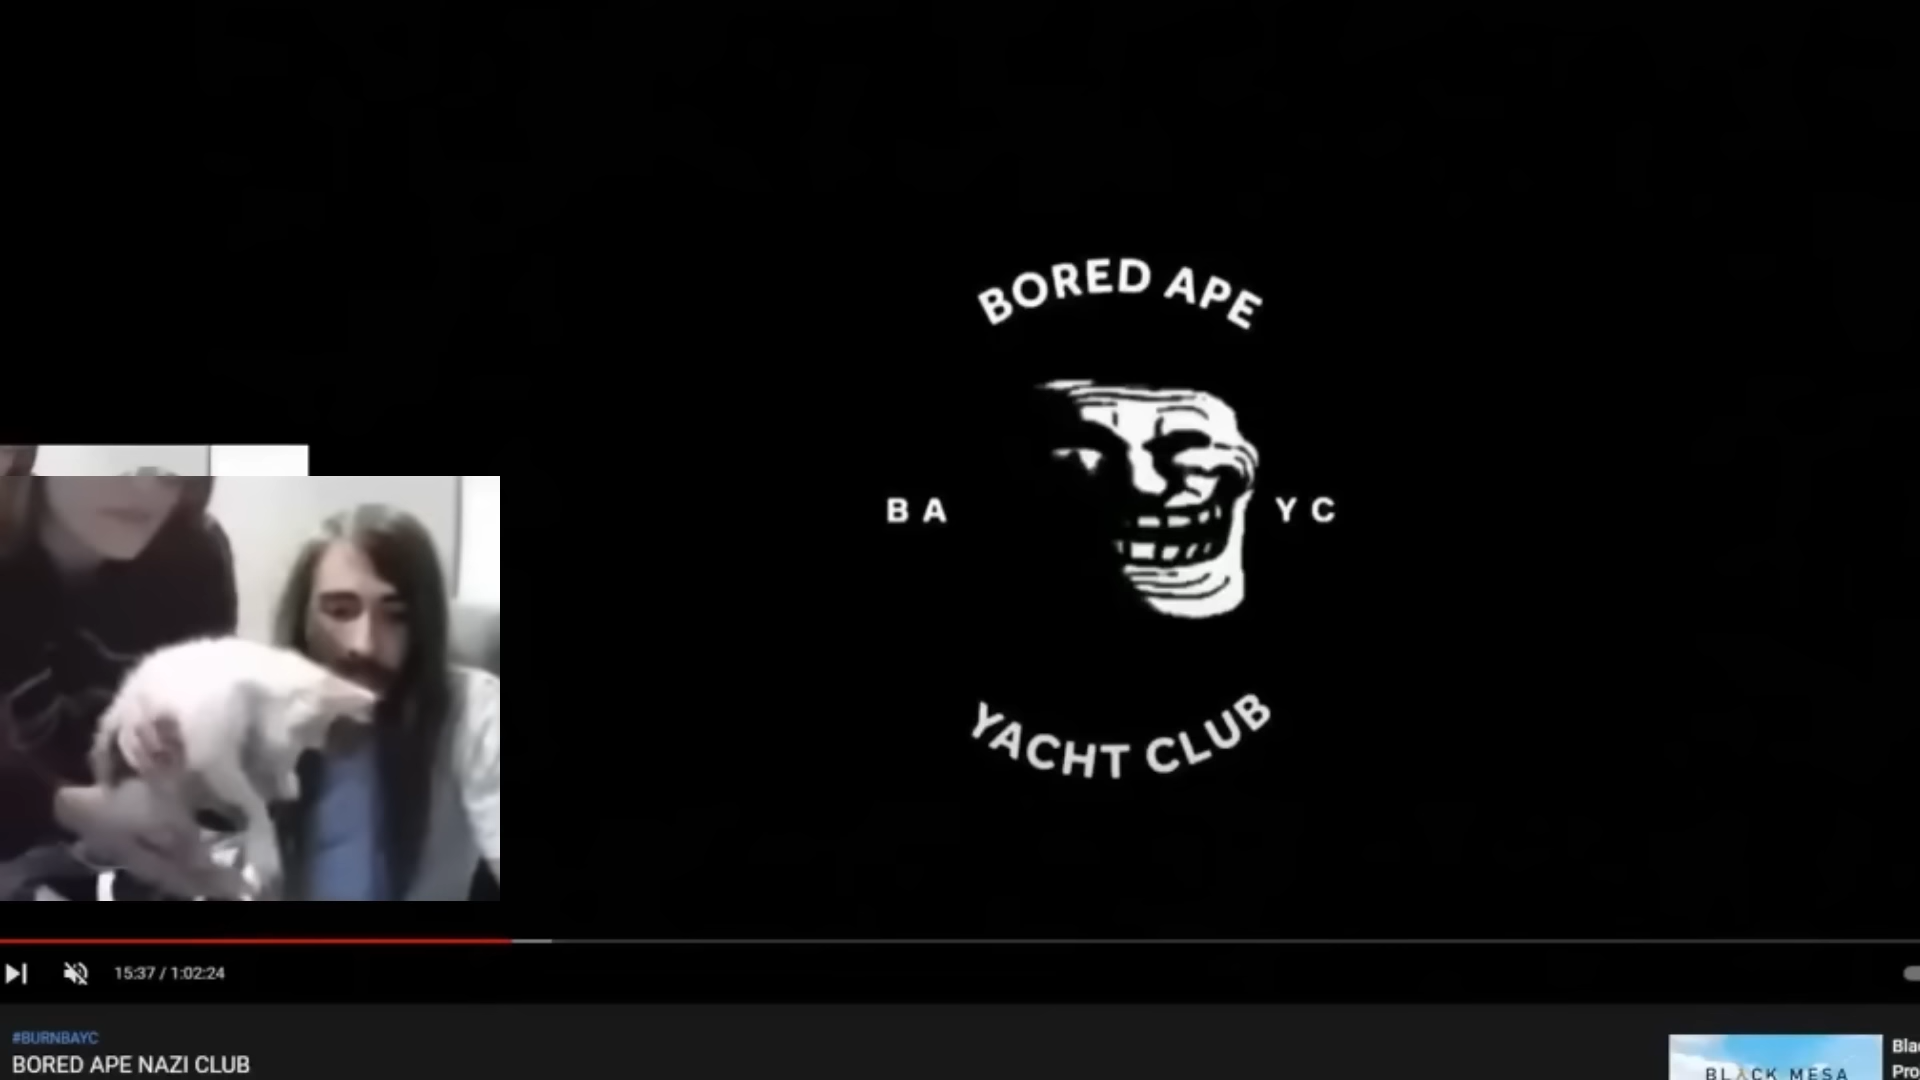 BORED APE
BA YC
YACHT CLUB
15:37 / 1:02:24
#BURNBAYC
BORED APE NAZI CLUB
BLACK MESA